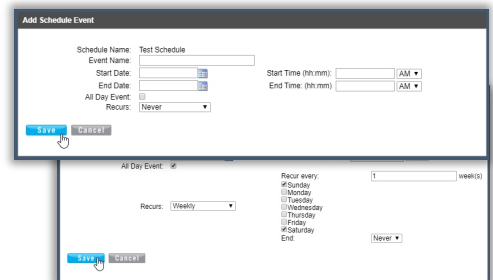 Add Schedule Event
Schedule Name: Test Schedule
Event Name:
Start Date: Start Time (hh:mm): AM
End Date: End Time: (hh:mm) AM
All Day Event:
Recurs: Never
Save Cancel
All Day Event:
Recur every: 1 week(s)
Sunday
Monday
Tuesday
Recurs: Weekly Wednesday
Thursday
Friday
Saturday
End: Never
Save Cancel